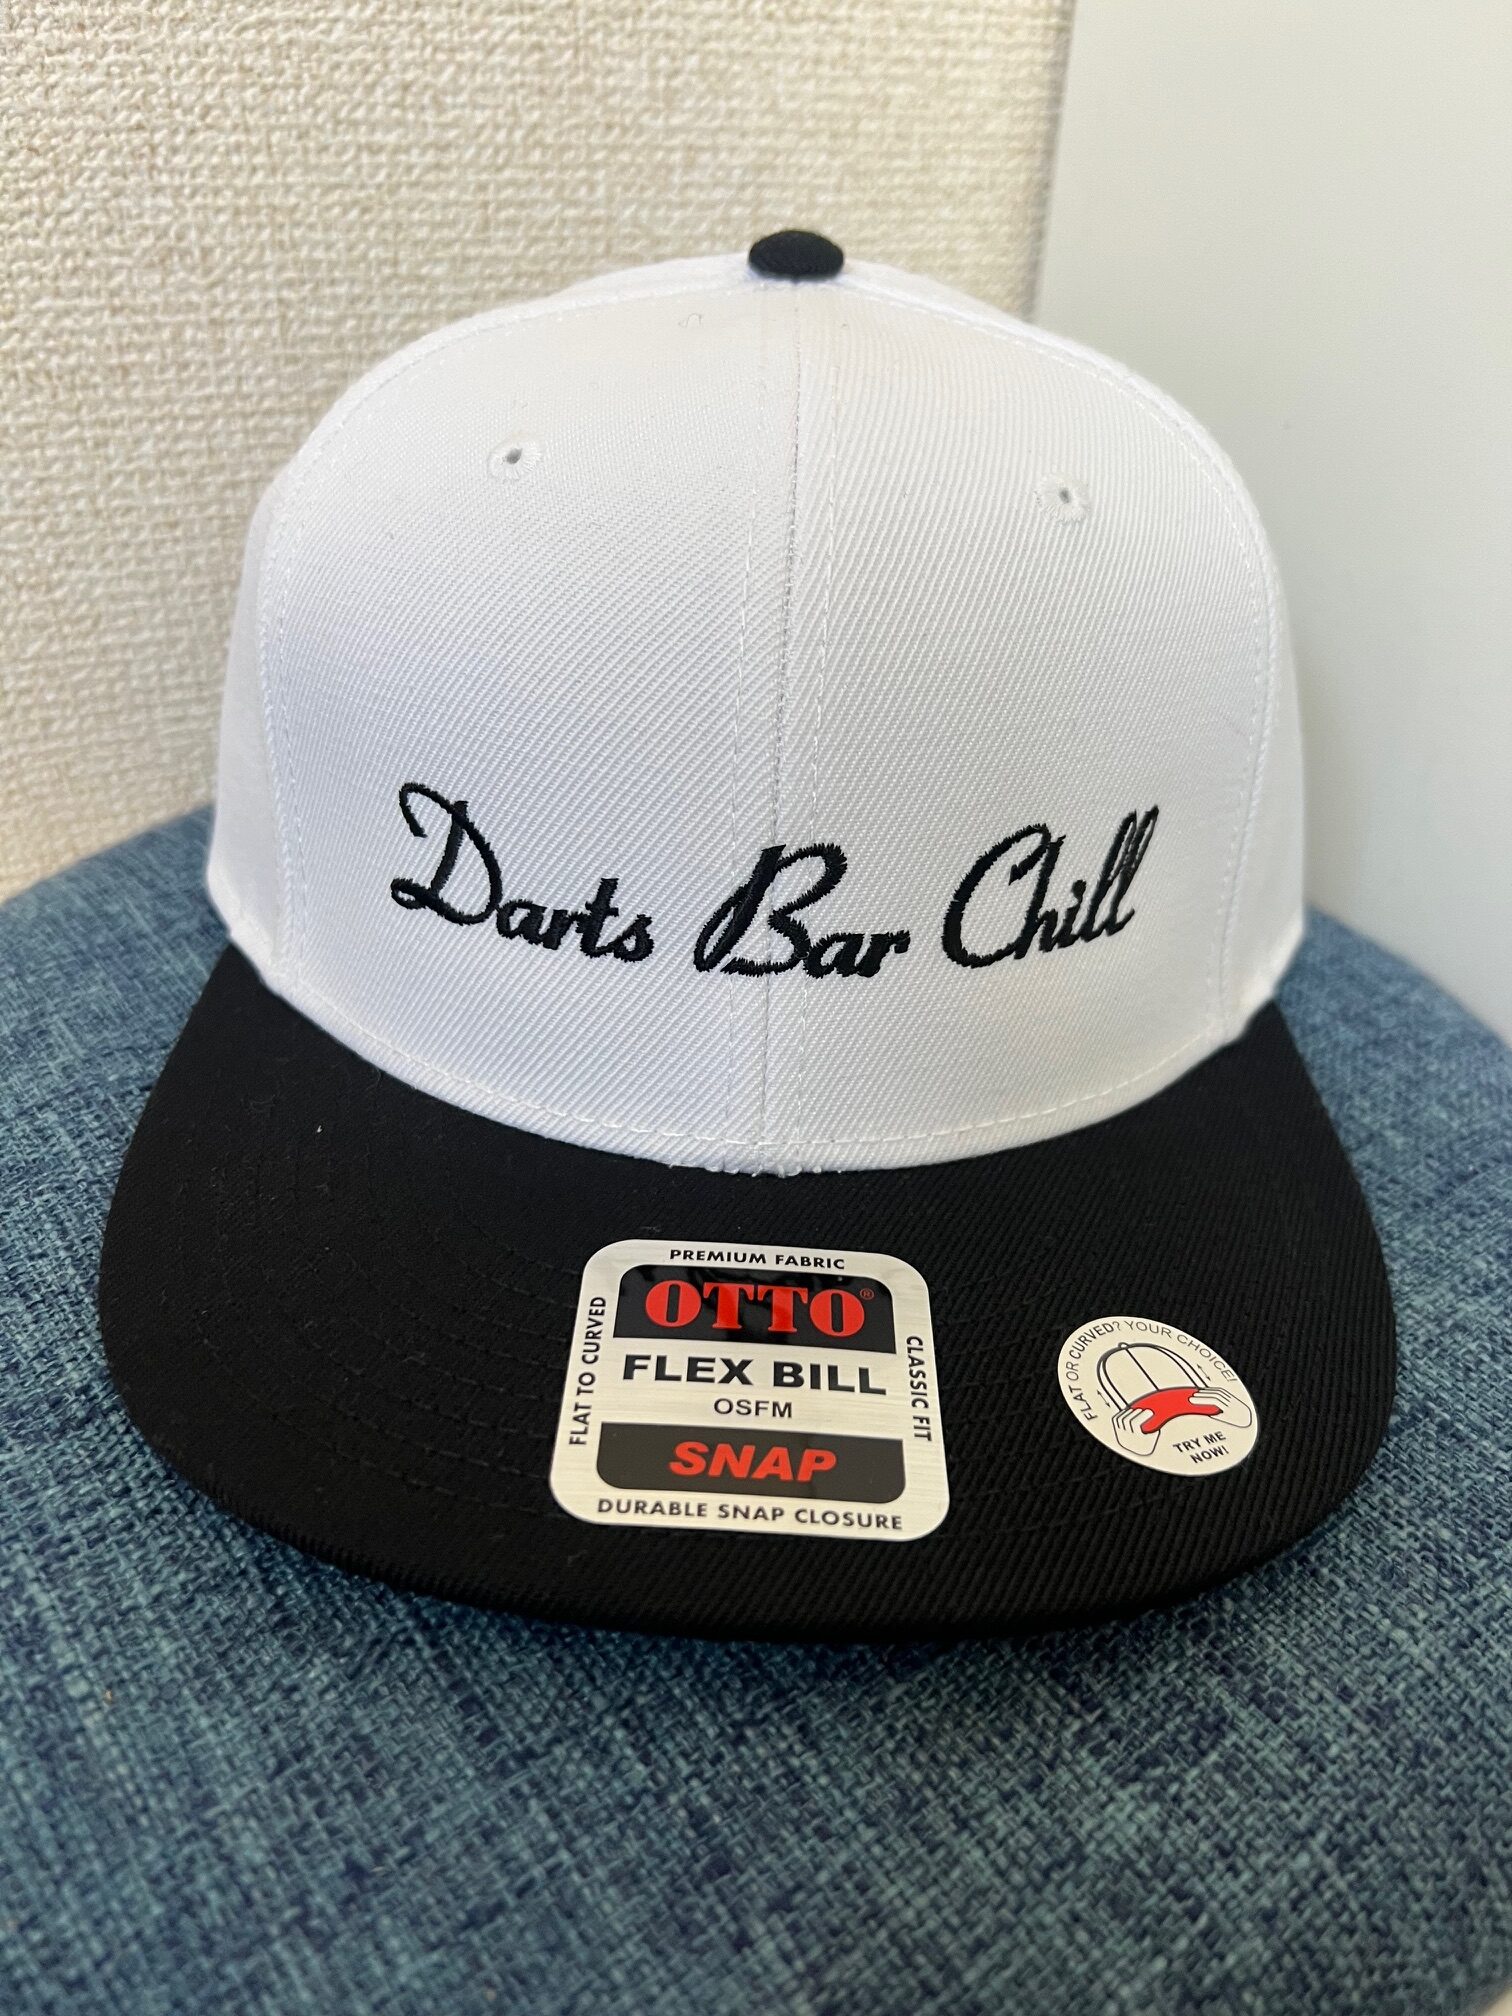 Darts Bar Chill
PREMIUM FABRIC
OTTO®
FLAT TO CURVED
FLEX BILL
OSFM
CLASSIC FIT
SNAP
DURABLE SNAP CLOSURE
FLAT OR CURVED? YOUR CHOICE!
TRY ME
NOW!